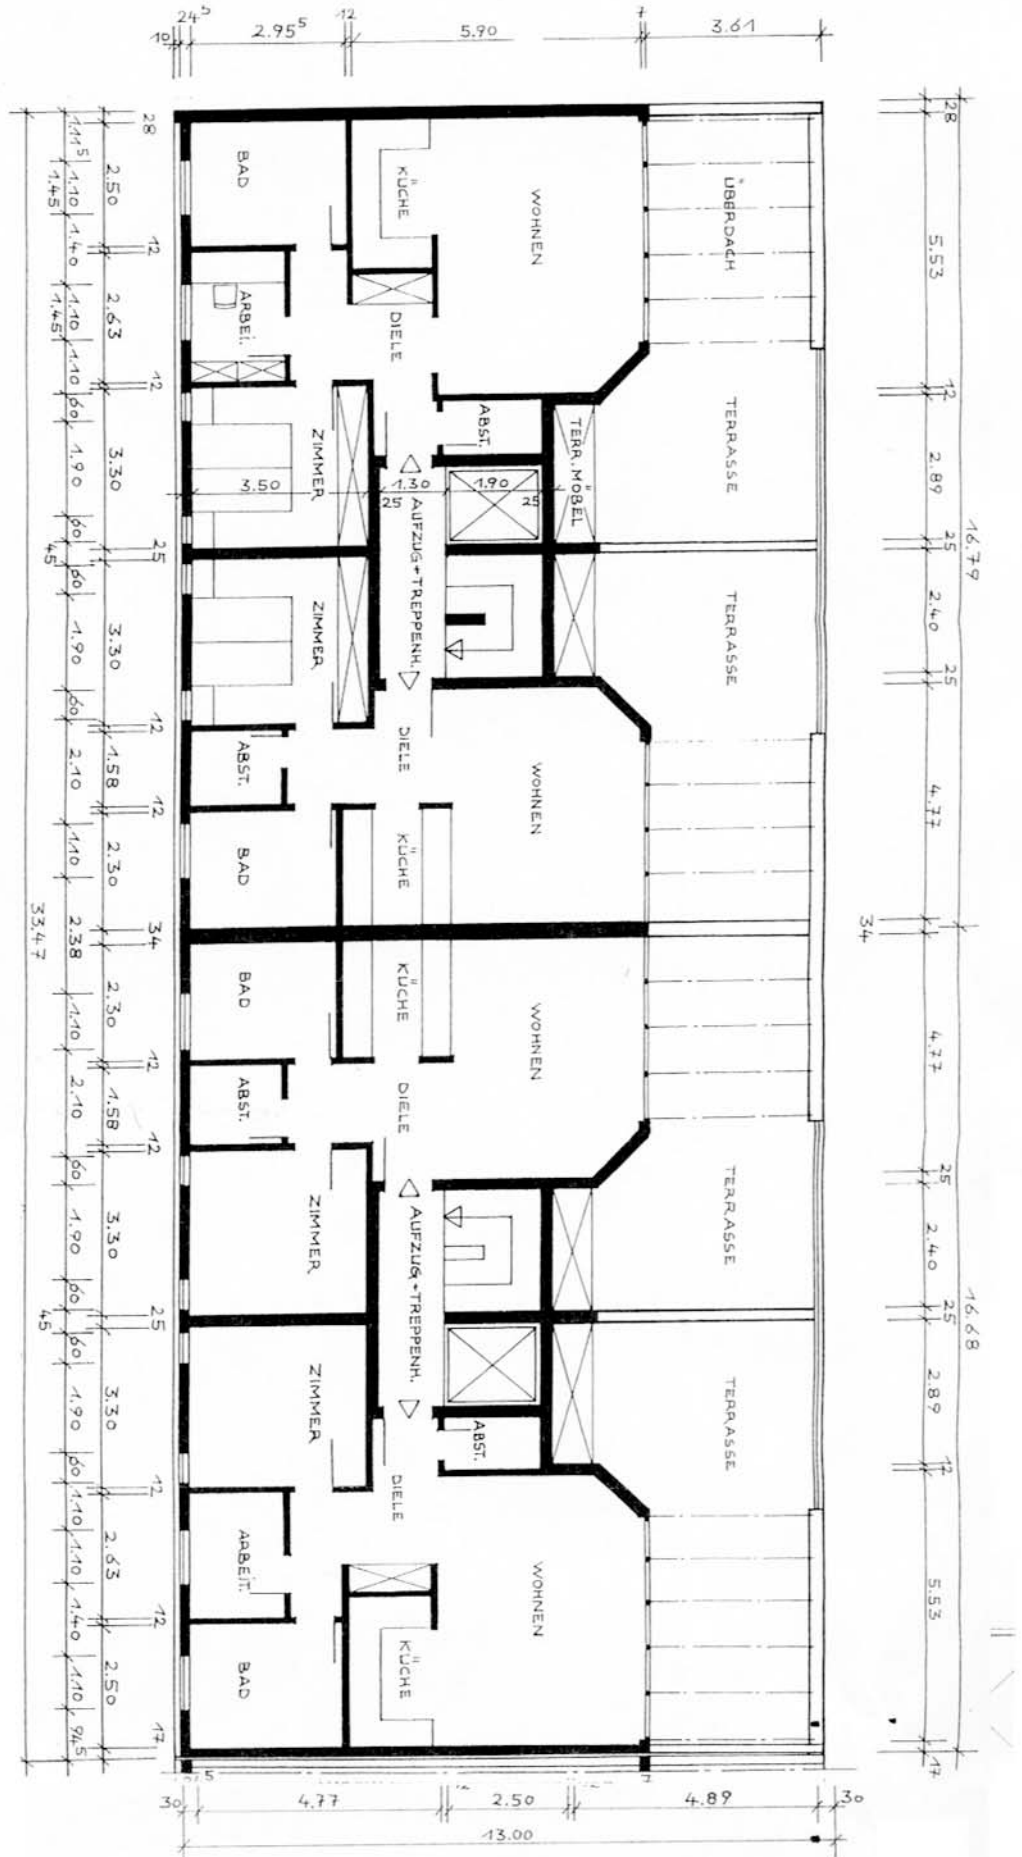 10 24⁵ 2.95⁵ 12 5.90 7 3.61
28
1.11⁵
2.50
1.10
1.45
1.40
12
2.63
1.10
1.45
1.10
12
60
3.30
1.90
60
25
45
60
3.30
1.90
60
12
1.58
2.10
12
2.30
1.10
34
2.38
33.47
2.30
1.10
12
1.58
2.10
12
60
3.30
1.90
60
25
45
60
3.30
1.90
60
12
1.10
2.63
1.10
1.40
12
2.50
1.10
94⁵
17
BAD
KÜCHE
WOHNEN
ÜBERDACH
ARBEI.
DIELE
ZIMMER
ABST.
TERR. MÖBEL
TERRASSE
3.50
25
1.30
1.90
25
AUFZUG + TREPPENH.
ZIMMER
TERRASSE
DIELE
ABST.
WOHNEN
KÜCHE
BAD
BAD
KÜCHE
WOHNEN
ABST.
DIELE
ZIMMER
AUFZUG + TREPPENH.
TERRASSE
ZIMMER
ABST.
TERRASSE
DIELE
ARBEIT.
WOHNEN
BAD
KÜCHE
28
5.53
12
2.89
16.79
25
2.40
25
4.77
34
4.77
25
2.40
16.68
25
2.89
12
5.53
17
30 4.77 2.50 4.89 30
13.00